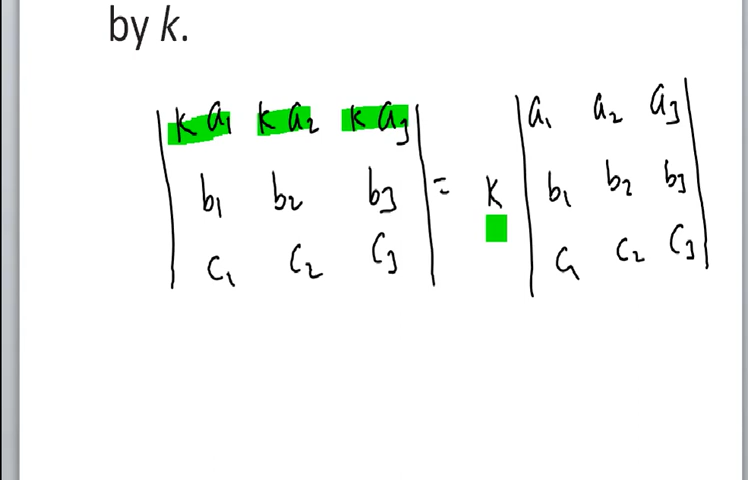 by k.
| k a₁ k a₂ k a₃ | | a₁ a₂ a₃ |
| b₁ b₂ b₃ | = k | b₁ b₂ b₃ |
| c₁ c₂ c₃ | | c₁ c₂ c₃ |